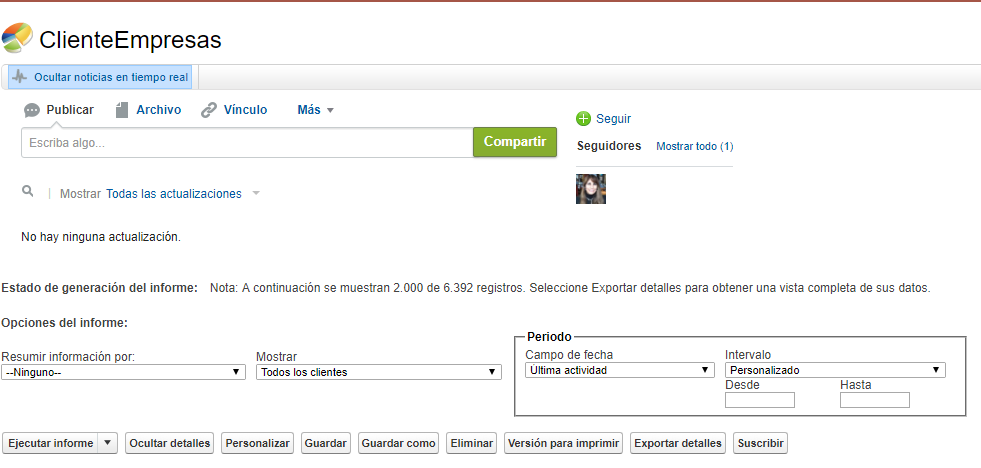 ClienteEmpresas
Ocultar noticias en tiempo real
Publicar Archivo Vínculo Más
Escriba algo... Compartir
Seguir
Seguidores Mostrar todo (1)
Mostrar Todas las actualizaciones
No hay ninguna actualización.
Estado de generación del informe: Nota: A continuación se muestran 2.000 de 6.392 registros. Seleccione Exportar detalles para obtener una vista completa de sus datos.
Opciones del informe:
Resumir información por: Mostrar
--Ninguno-- Todos los clientes
Periodo
Campo de fecha Intervalo
Última actividad Personalizado
Desde Hasta
Ejecutar informe Ocultar detalles Personalizar Guardar Guardar como Eliminar Versión para imprimir Exportar detalles Suscribir